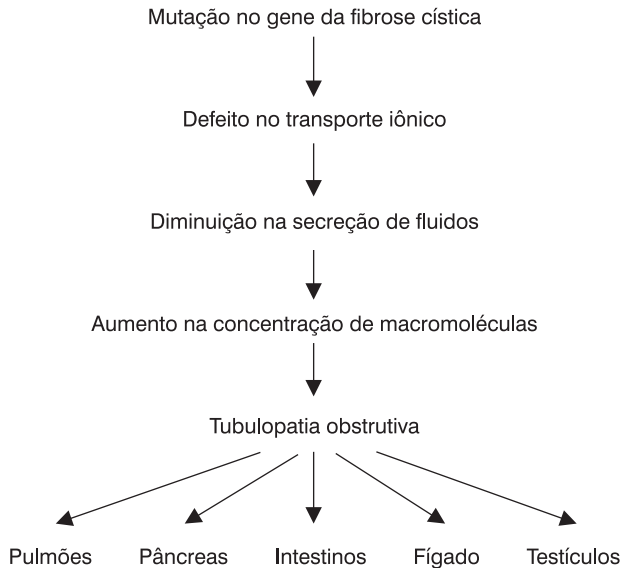 Mutação no gene da fibrose cística
Defeito no transporte iônico
Diminuição na secreção de fluidos
Aumento na concentração de macromoléculas
Tubulopatia obstrutiva
Pulmões Pâncreas Intestinos Fígado Testículos